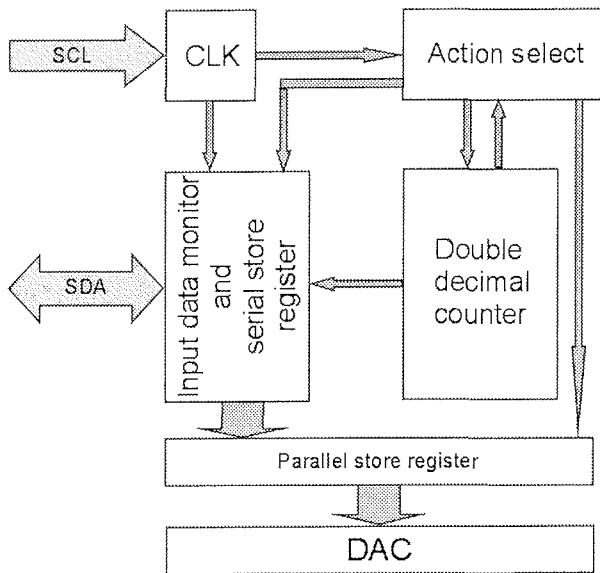 SCL
CLK
Action select
SDA
Input data monitor
and
serial store
register
Double
decimal
counter
Parallel store register
DAC